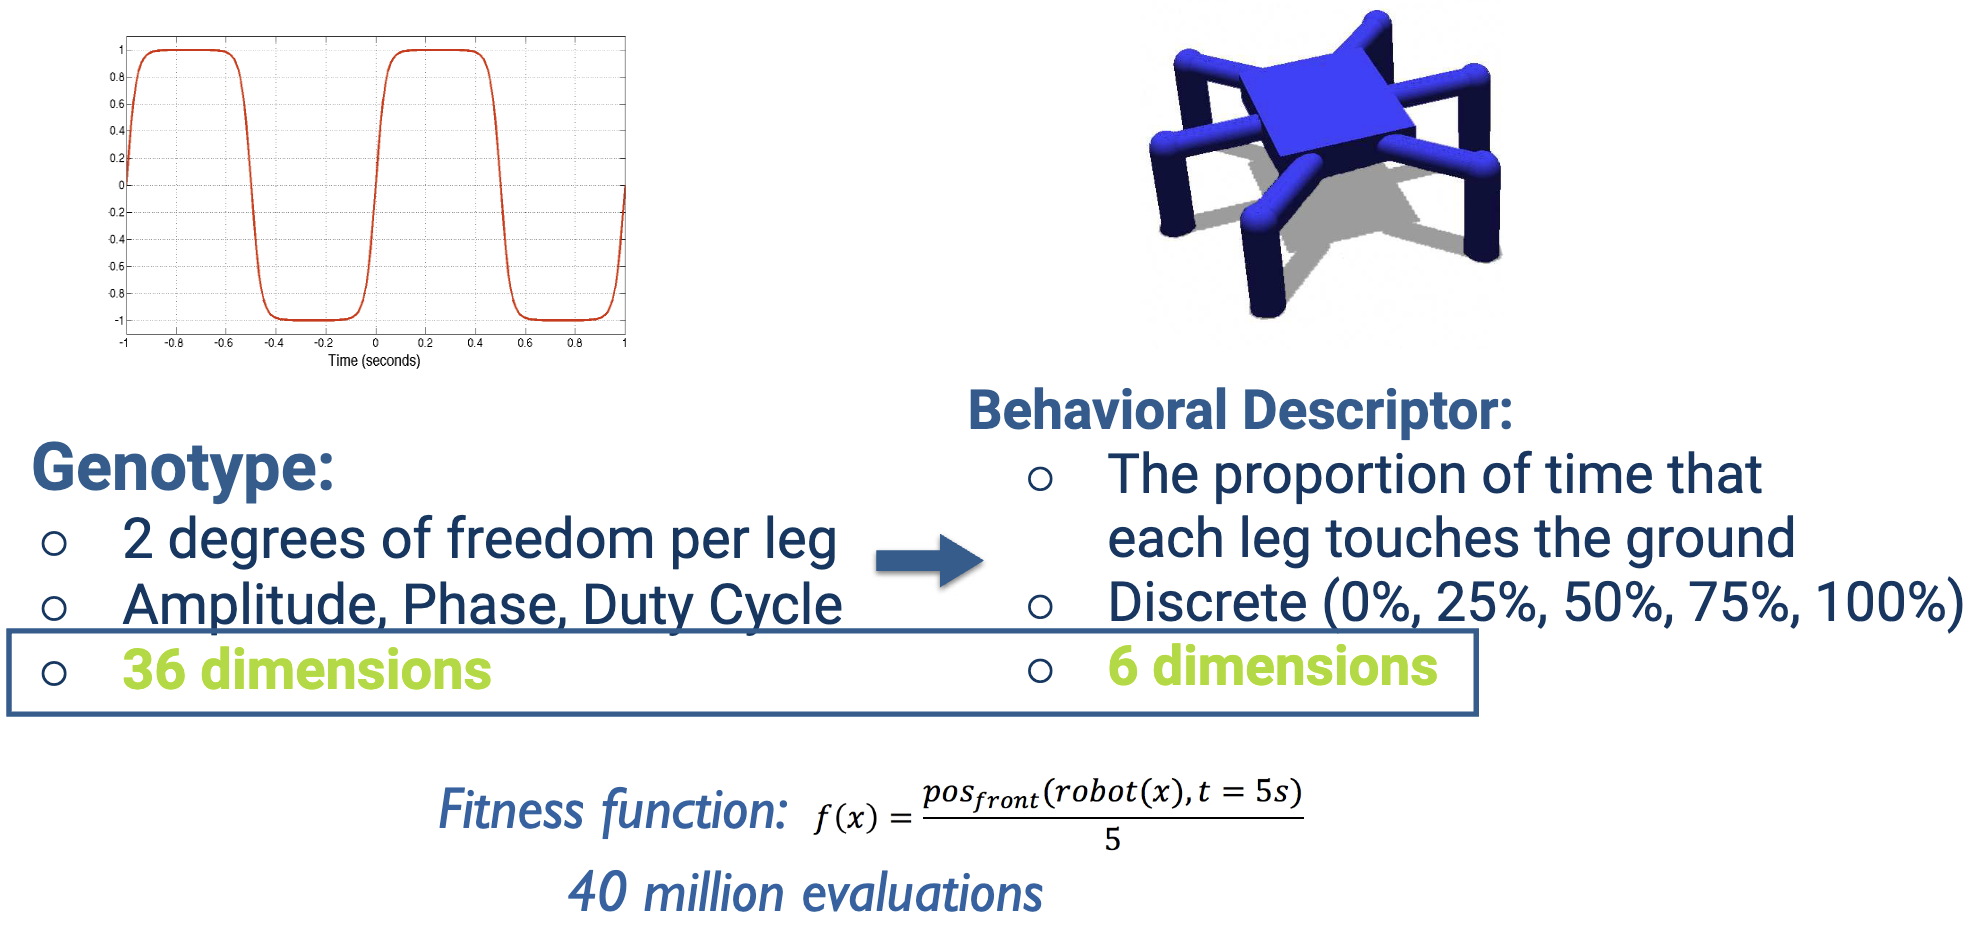 1
0.8
0.6
0.4
0.2
0
0.2
0.4
0.6
0.8
-1
-1 -0.8 -0.6 -0.4 -0.2 0 0.2 0.4 0.6 0.8 1
Time (seconds)
Genotype:
○ 2 degrees of freedom per leg
○ Amplitude, Phase, Duty Cycle
○ 36 dimensions
Behavioral Descriptor:
○ The proportion of time that
each leg touches the ground
○ Discrete (0%, 25%, 50%, 75%, 100%)
○ 6 dimensions
Fitness function: f(x) = pos_front(robot(x), t = 5s) / 5
40 million evaluations